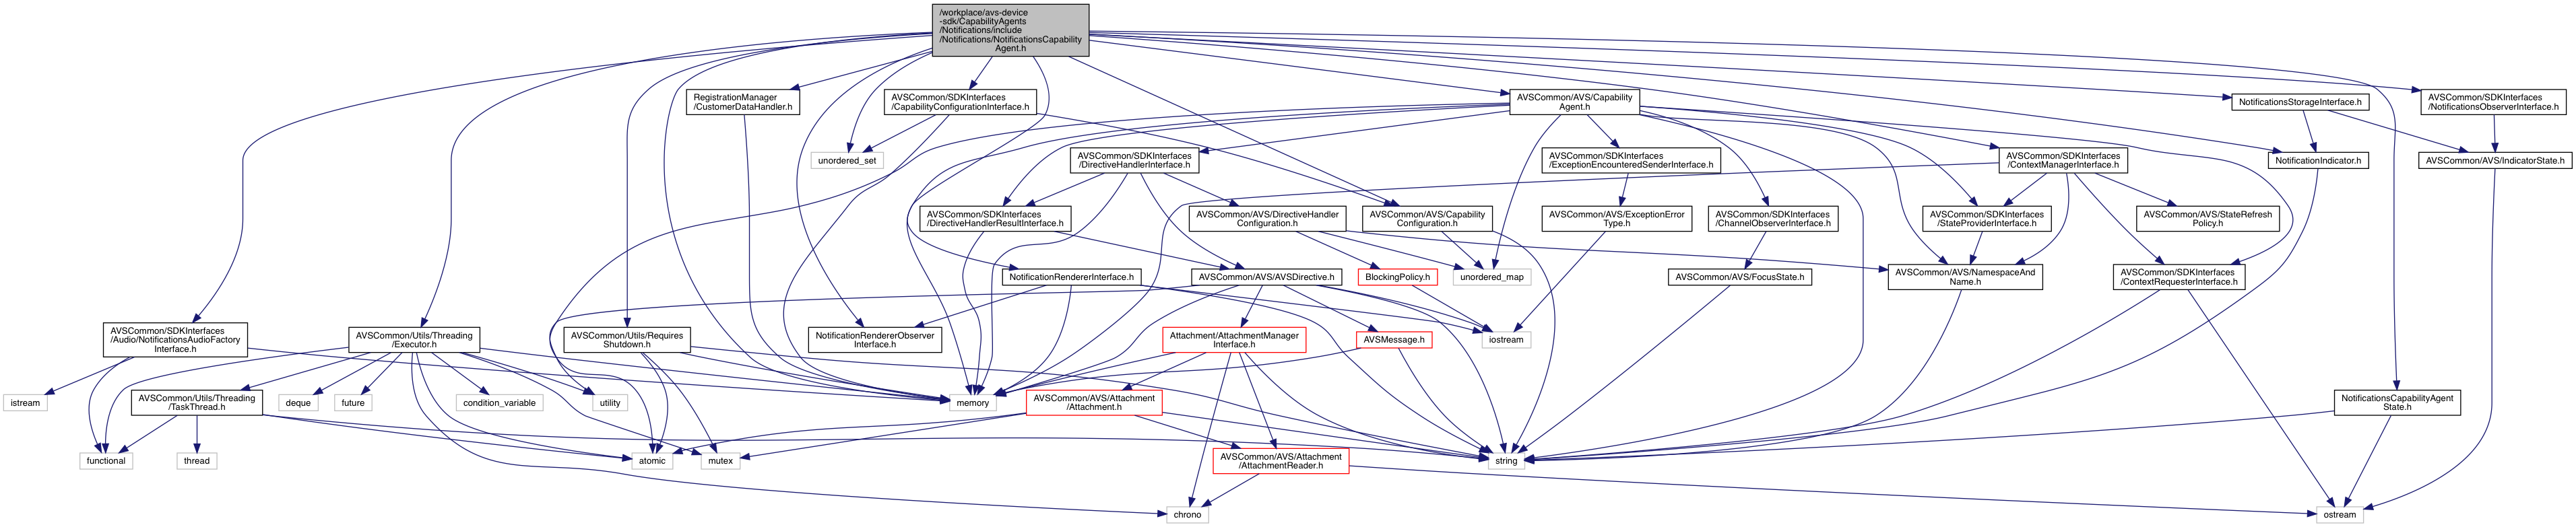 /workplace/avs-device
-sdk/CapabilityAgents
/Notifications/include
/Notifications/NotificationsCapability
Agent.h
RegistrationManager
/CustomerDataHandler.h
AVSCommon/SDKInterfaces
/CapabilityConfigurationInterface.h
AVSCommon/AVS/Capability
Agent.h
NotificationsStorageInterface.h
AVSCommon/SDKInterfaces
/NotificationsObserverInterface.h
unordered_set
AVSCommon/SDKInterfaces
/DirectiveHandlerInterface.h
AVSCommon/SDKInterfaces
/ExceptionEncounteredSenderInterface.h
AVSCommon/SDKInterfaces
/ContextManagerInterface.h
NotificationIndicator.h
AVSCommon/AVS/IndicatorState.h
AVSCommon/SDKInterfaces
/DirectiveHandlerResultInterface.h
AVSCommon/AVS/DirectiveHandler
Configuration.h
AVSCommon/AVS/Capability
Configuration.h
AVSCommon/AVS/ExceptionError
Type.h
AVSCommon/SDKInterfaces
/ChannelObserverInterface.h
AVSCommon/SDKInterfaces
/StateProviderInterface.h
AVSCommon/AVS/StateRefresh
Policy.h
NotificationRendererInterface.h
AVSCommon/AVS/AVSDirective.h
BlockingPolicy.h
unordered_map
AVSCommon/AVS/FocusState.h
AVSCommon/AVS/NamespaceAnd
Name.h
AVSCommon/SDKInterfaces
/ContextRequesterInterface.h
AVSCommon/SDKInterfaces
/Audio/NotificationsAudioFactory
Interface.h
AVSCommon/Utils/Threading
/Executor.h
AVSCommon/Utils/Requires
Shutdown.h
NotificationRendererObserver
Interface.h
Attachment/AttachmentManager
Interface.h
AVSMessage.h
iostream
istream
AVSCommon/Utils/Threading
/TaskThread.h
deque
future
condition_variable
utility
memory
AVSCommon/AVS/Attachment
/Attachment.h
NotificationsCapabilityAgent
State.h
functional
thread
atomic
mutex
AVSCommon/AVS/Attachment
/AttachmentReader.h
string
chrono
ostream